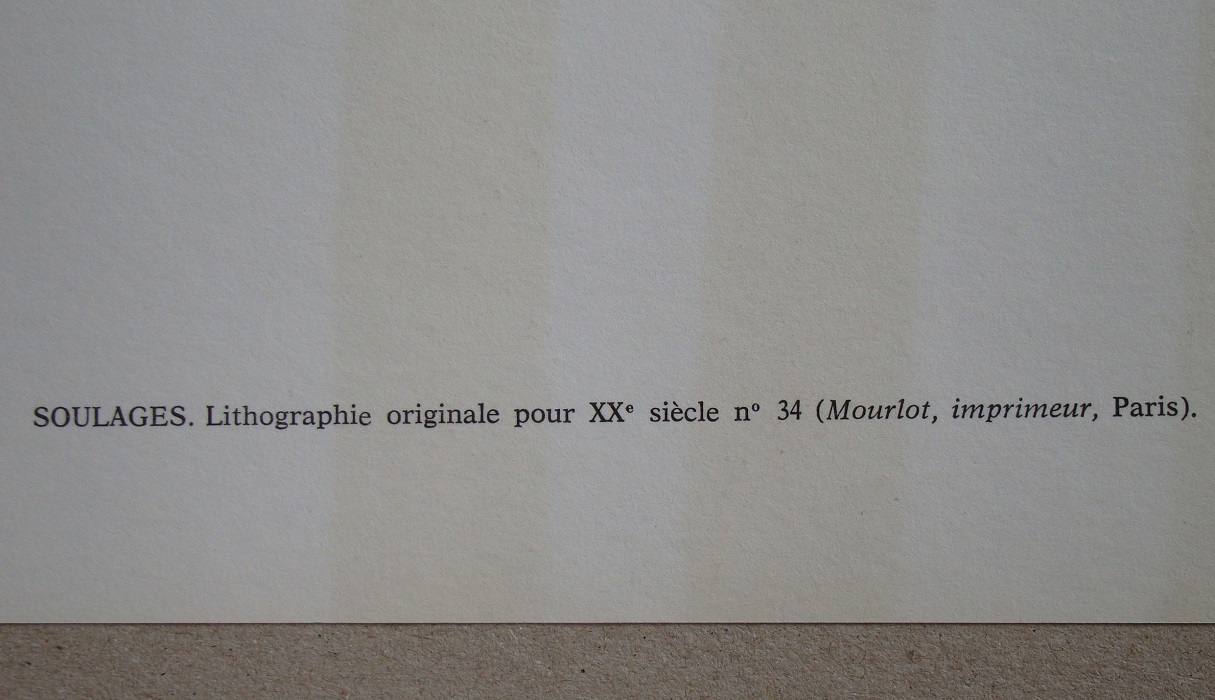 SOULAGES. Lithographie originale pour XXᵉ siècle nº 34 (Mourlot, imprimeur, Paris).